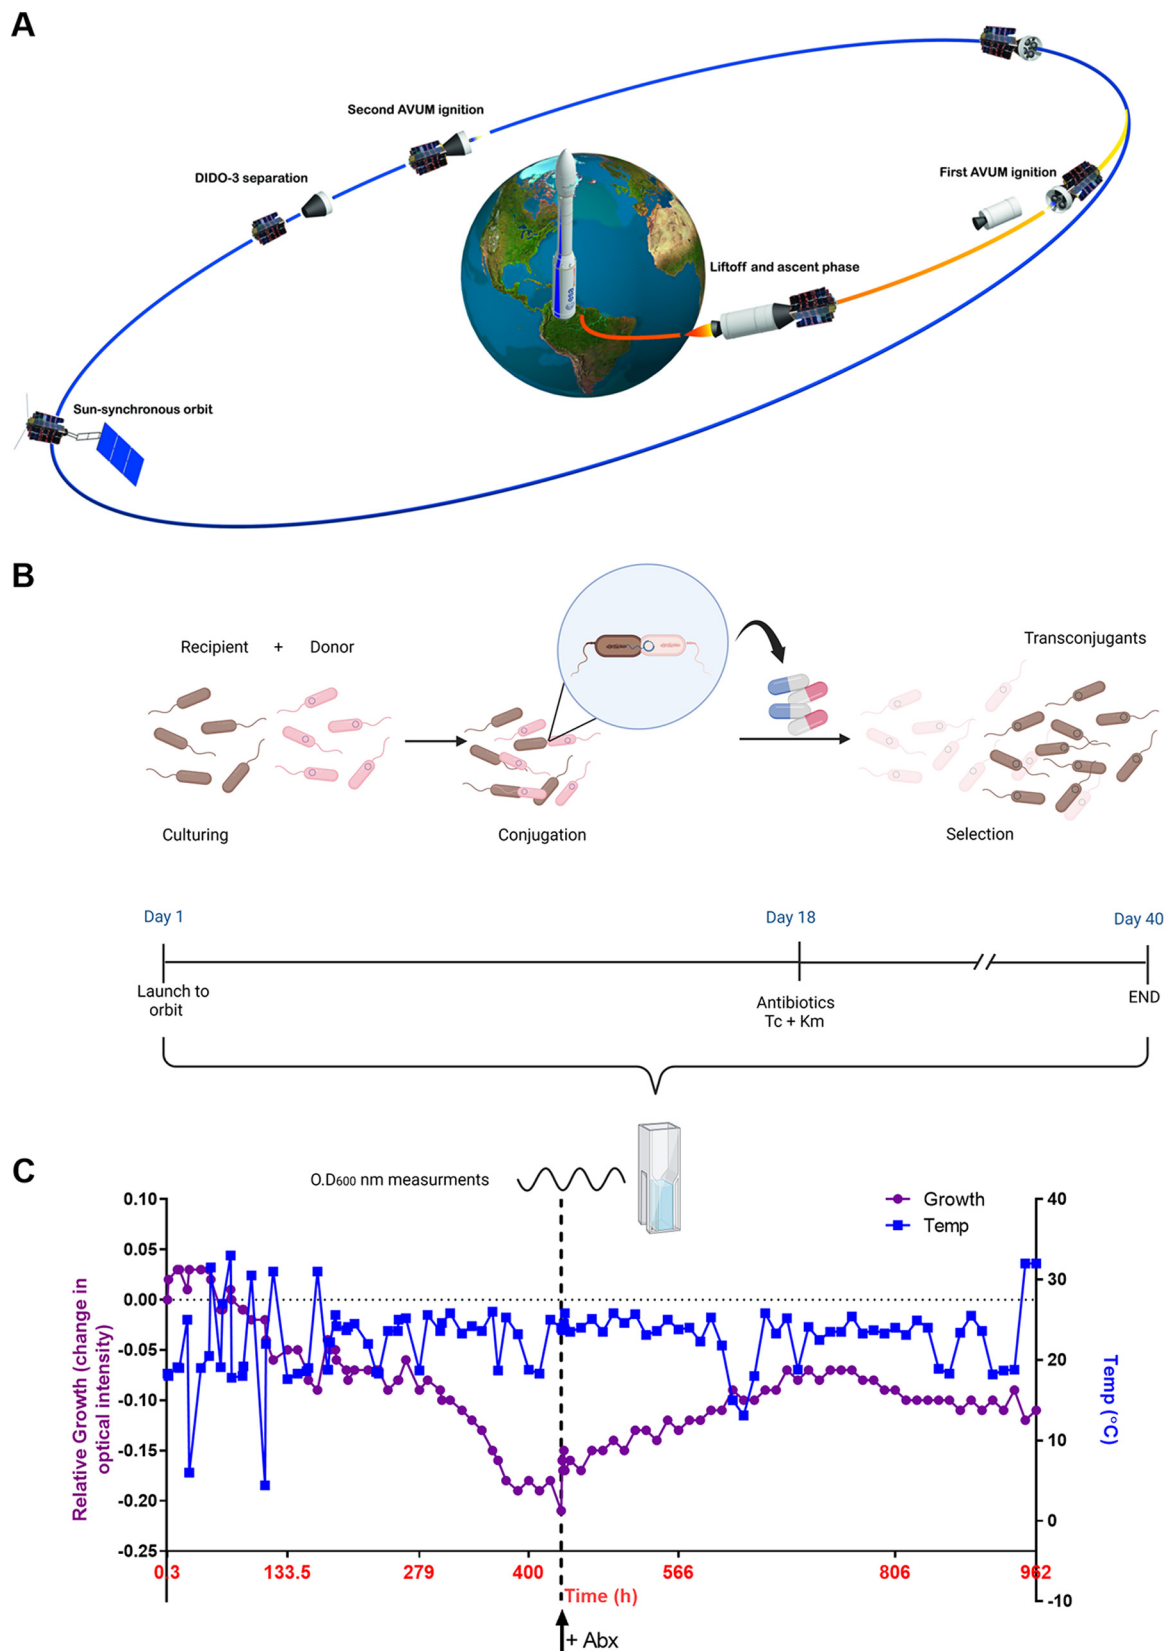 A
Second AVUM ignition
DIDO-3 separation
First AVUM ignition
Liftoff and ascent phase
esa
Sun-synchronous orbit
B
Recipient + Donor
Transconjugants
Culturing
Conjugation
Selection
Day 1
Day 18
Day 40
Launch to
orbit
Antibiotics
Tc + Km
END
C
O.D600 nm measurments
Growth
Temp
0.10
0.05
0.00
-0.05
-0.10
-0.15
-0.20
-0.25
Relative Growth (change in
optical intensity)
40
30
20
10
0
-10
Temp (°C)
0.3
133.5
279
400
566
806
962
Time (h)
+ Abx